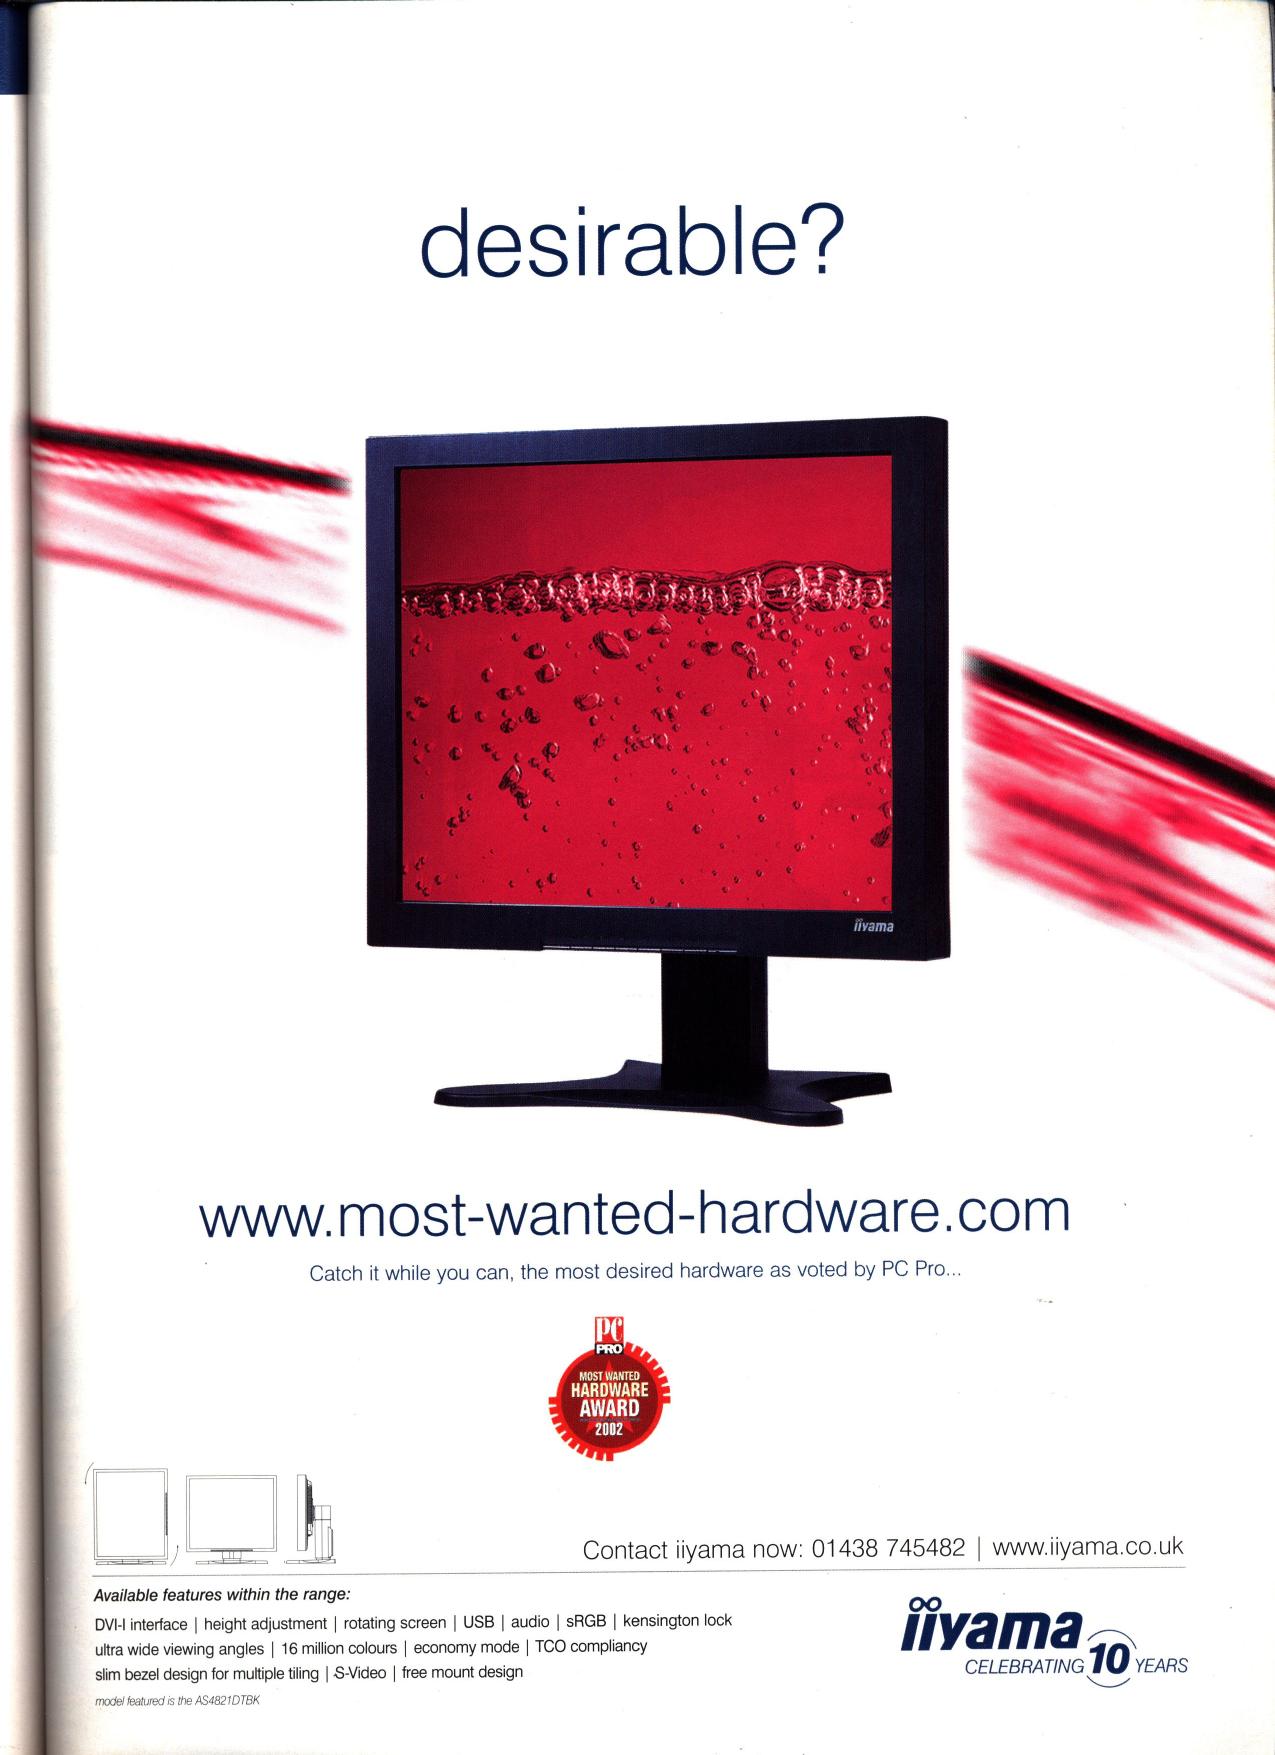 desirable?
iiyama
www.most-wanted-hardware.com
Catch it while you can, the most desired hardware as voted by PC Pro...
PC
PRO
MOST WANTED
HARDWARE
AWARD
2002
Contact iiyama now: 01438 745482 | www.iiyama.co.uk
Available features within the range:
DVI-I interface | height adjustment | rotating screen | USB | audio | sRGB | kensington lock
ultra wide viewing angles | 16 million colours | economy mode | TCO compliancy
slim bezel design for multiple tiling | S-Video | free mount design
model featured is the AS4821DTBK
iiyama
CELEBRATING 10 YEARS